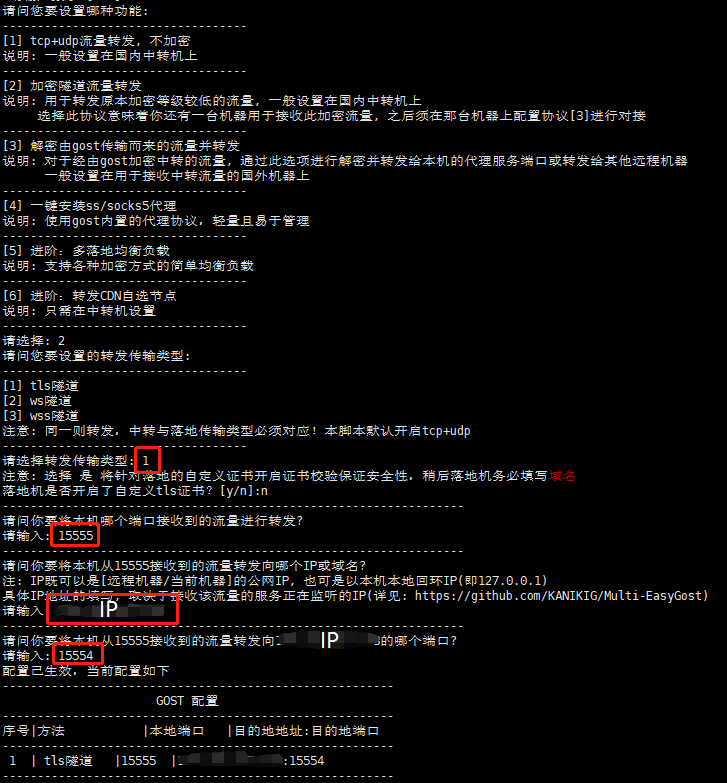 请问您要设置哪种功能:
---------------------------------
[1] tcp+udp流量转发, 不加密
说明: 一般设置在国内中转机上
---------------------------------
[2] 加密隧道流量转发
说明: 用于转发原本加密等级较低的流量, 一般设置在国内中转机上
选择此协议意味着你还有一台机器用于接收此加密流量, 之后须在那台机器上配置协议[3]进行对接
---------------------------------
[3] 解密由gost传输而来的流量并转发
说明: 对于经由gost加密中转的流量, 通过此选项进行解密并转发给本机的代理服务端口或转发给其他远程机器
一般设置在用于接收中转流量的国外机器上
---------------------------------
[4] 一键安装ss/socks5代理
说明: 使用gost内置的代理协议, 轻量且易于管理
---------------------------------
[5] 进阶: 多落地均衡负载
说明: 支持各种加密方式的简单均衡负载
---------------------------------
[6] 进阶: 转发CDN自选节点
说明: 只需在中转机设置
---------------------------------
请选择: 2
请问您要设置的转发传输类型:
---------------------------------
[1] tls隧道
[2] ws隧道
[3] wss隧道
注意: 同一则转发, 中转与落地传输类型必须对应! 本脚本默认开启tcp+udp
---------------------------------
请选择转发传输类型: 1
注意: 选择 是 将针对落地的自定义证书开启证书校验保证安全性, 稍后落地机务必填写域名
落地机是否开启了自定义tls证书? [y/n]:n
---------------------------------------------------------------
请问你要将本机哪个端口接收到的流量进行转发?
请输入: 15555
---------------------------------------------------------------
请问你要将本机从15555接收到的流量转发向哪个IP或域名?
注: IP既可以是[远程机器/当前机器]的公网IP, 也可是以本机本地回环IP(即127.0.0.1)
具体IP地址的填写, 取决于接收该流量的服务正在监听的IP(详见: https://github.com/KANIKIG/Multi-EasyGost)
请输入 IP
---------------------------------------------------------------
请问你要将本机从15555接收到的流量转发向 IP 的哪个端口?
请输入: 15554
配置已生效, 当前配置如下
-----------------------------------------------------
GOST 配置
-----------------------------------------------------
序号|方法 |本地端口 |目的地地址:目的地端口
-----------------------------------------------------
1 | tls隧道 |15555 | :15554
-----------------------------------------------------